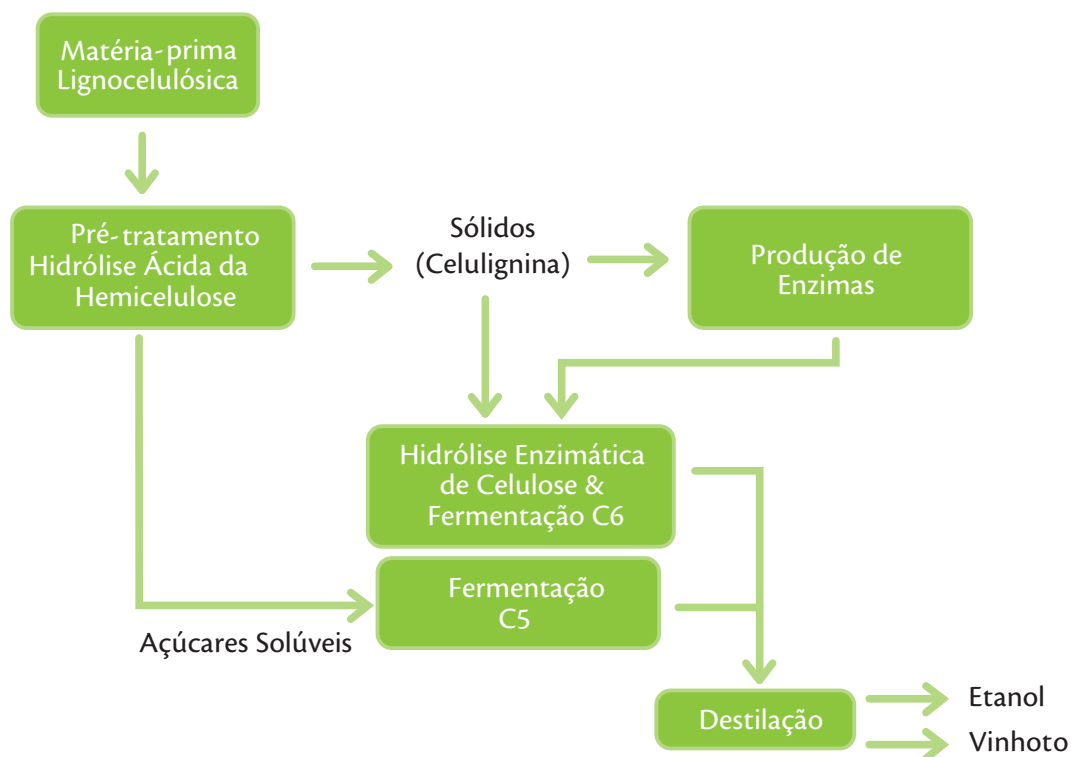 Matéria-prima
Lignocelulósica
Pré-tratamento
Hidrólise Ácida da
Hemicelulose
Sólidos
(Celulignina)
Produção de
Enzimas
Hidrólise Enzimática
de Celulose &
Fermentação C6
Fermentação
C5
Açúcares Solúveis
Destilação
Etanol
Vinhoto